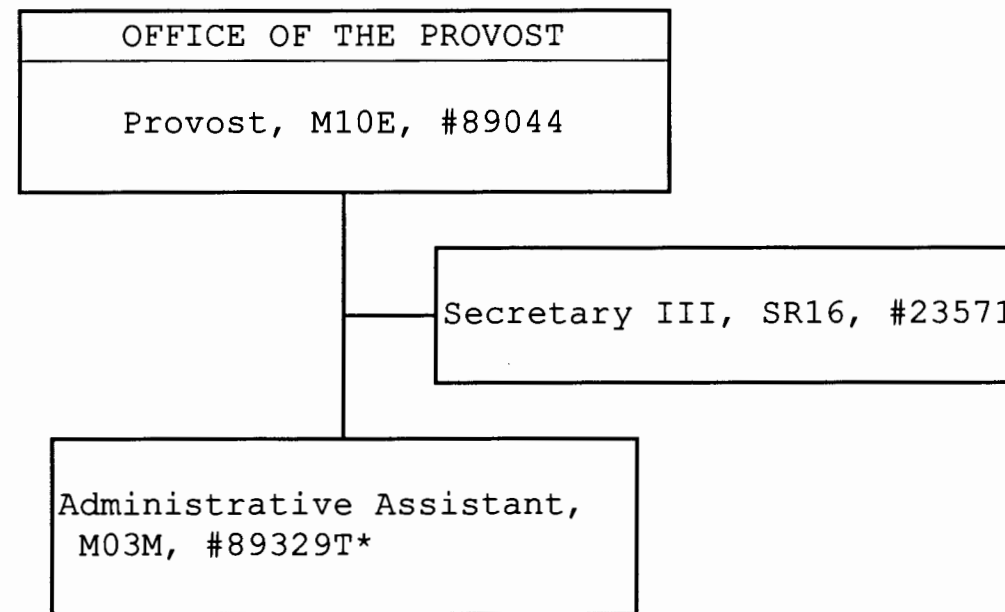 OFFICE OF THE PROVOST
Provost, M10E, #89044
Secretary III, SR16, #23571
Administrative Assistant,
M03M, #89329T*